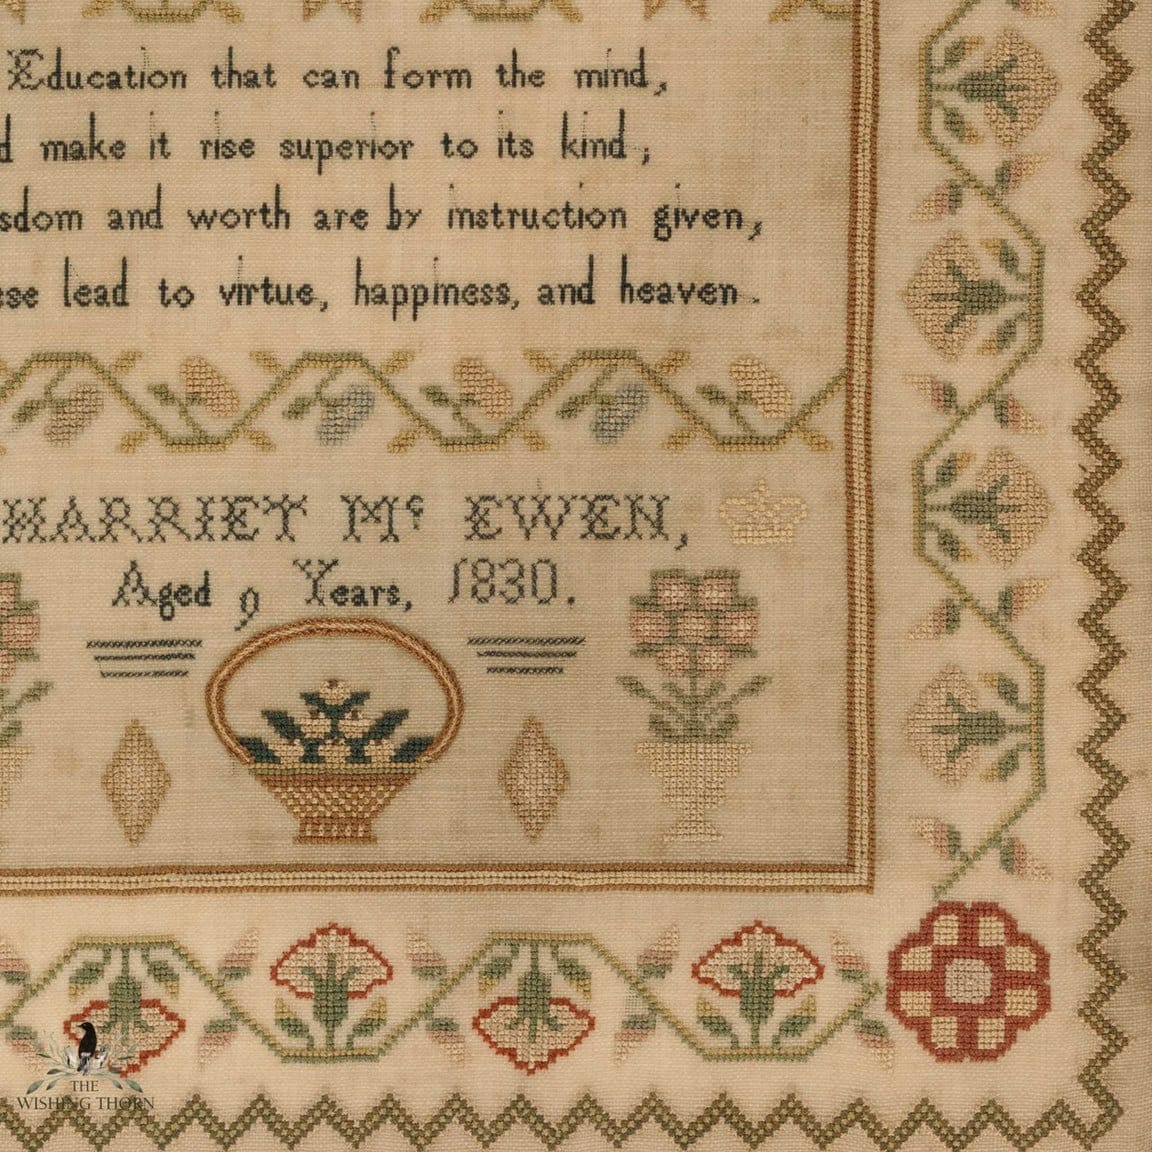 Education that can form the mind,
d make it rise superior to its kind;
sdom and worth are by instruction given,
ese lead to virtue, happiness, and heaven.
HARRIET Mc EWEN,
Aged 9 Years, 1830.
THE
WISHING THORN